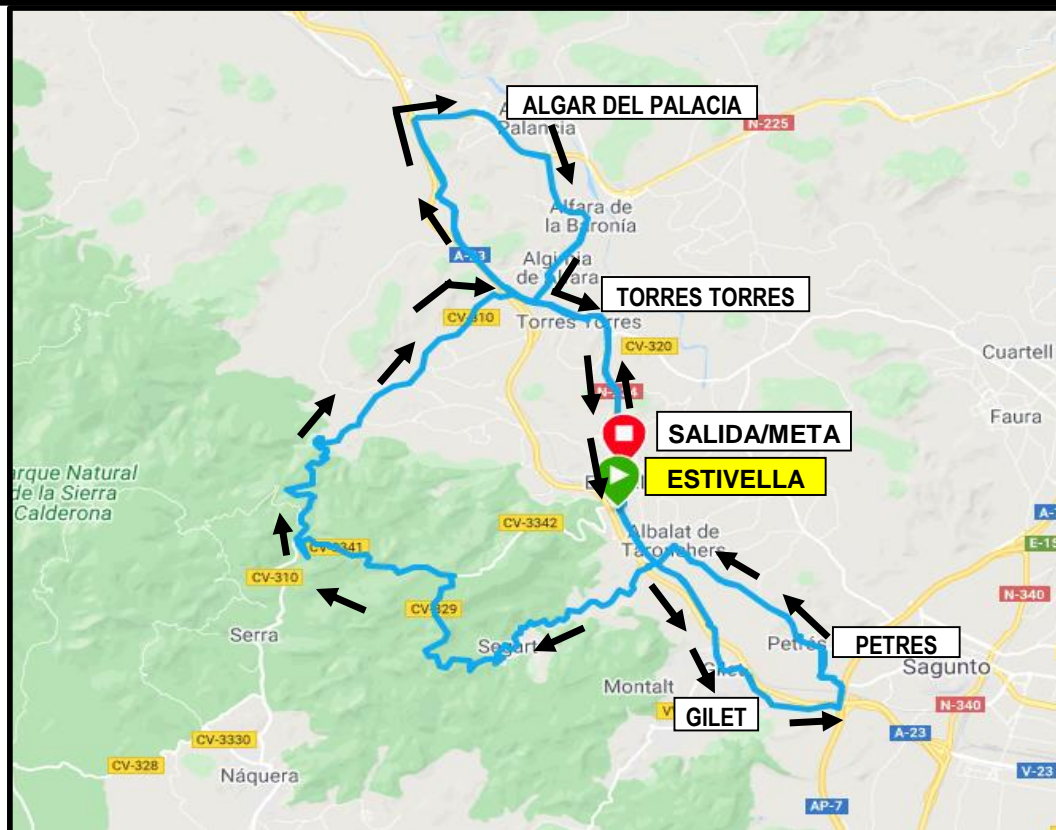 ALGAR DEL PALACIA
Palancia
N-225
Alfara de
la Baronía
A-23
TORRES TORRES
CV-310
Torres Torres
CV-320
Cuartell
Faura
SALIDA/META
ESTIVELLA
Parque Natural
de la Sierra
Calderona
CV-3342
Albalat de
Taronchers
E-15
CV-3341
CV-310
CV-329
N-340
Serra
Segart
Petrés
PETRES
Sagunto
Gilet
Montalt
GILET
N-340
A-23
CV-3330
CV-328
Náquera
V-23
AP-7